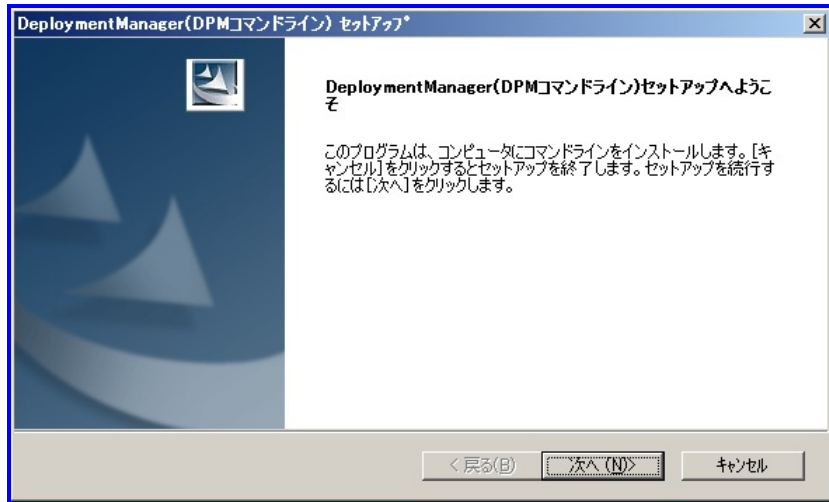 DeploymentManager(DPMコマンドライン) ｾｯﾄｱｯﾌﾟ
DeploymentManager(DPMコマンドライン)セットアップへようこ
そ
このプログラムは、コンピュータにコマンドラインをインストールします。[キ
ャンセル]をクリックするとセットアップを終了します。セットアップを続行す
るには[次へ]をクリックします。
< 戻る(B)
次へ (N)>
ｷｬﾝｾﾙ